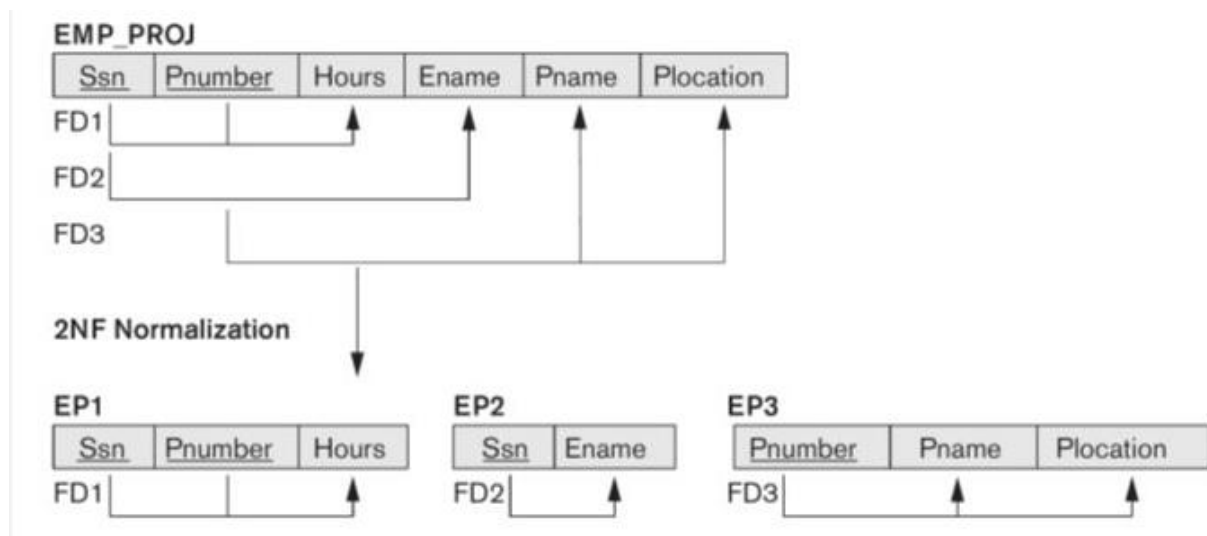 EMP_PROJ
Ssn Pnumber Hours Ename Pname Plocation
FD1
FD2
FD3
2NF Normalization
EP1 EP2 EP3
Ssn Pnumber Hours Ssn Ename Pnumber Pname Plocation
FD1 FD2 FD3